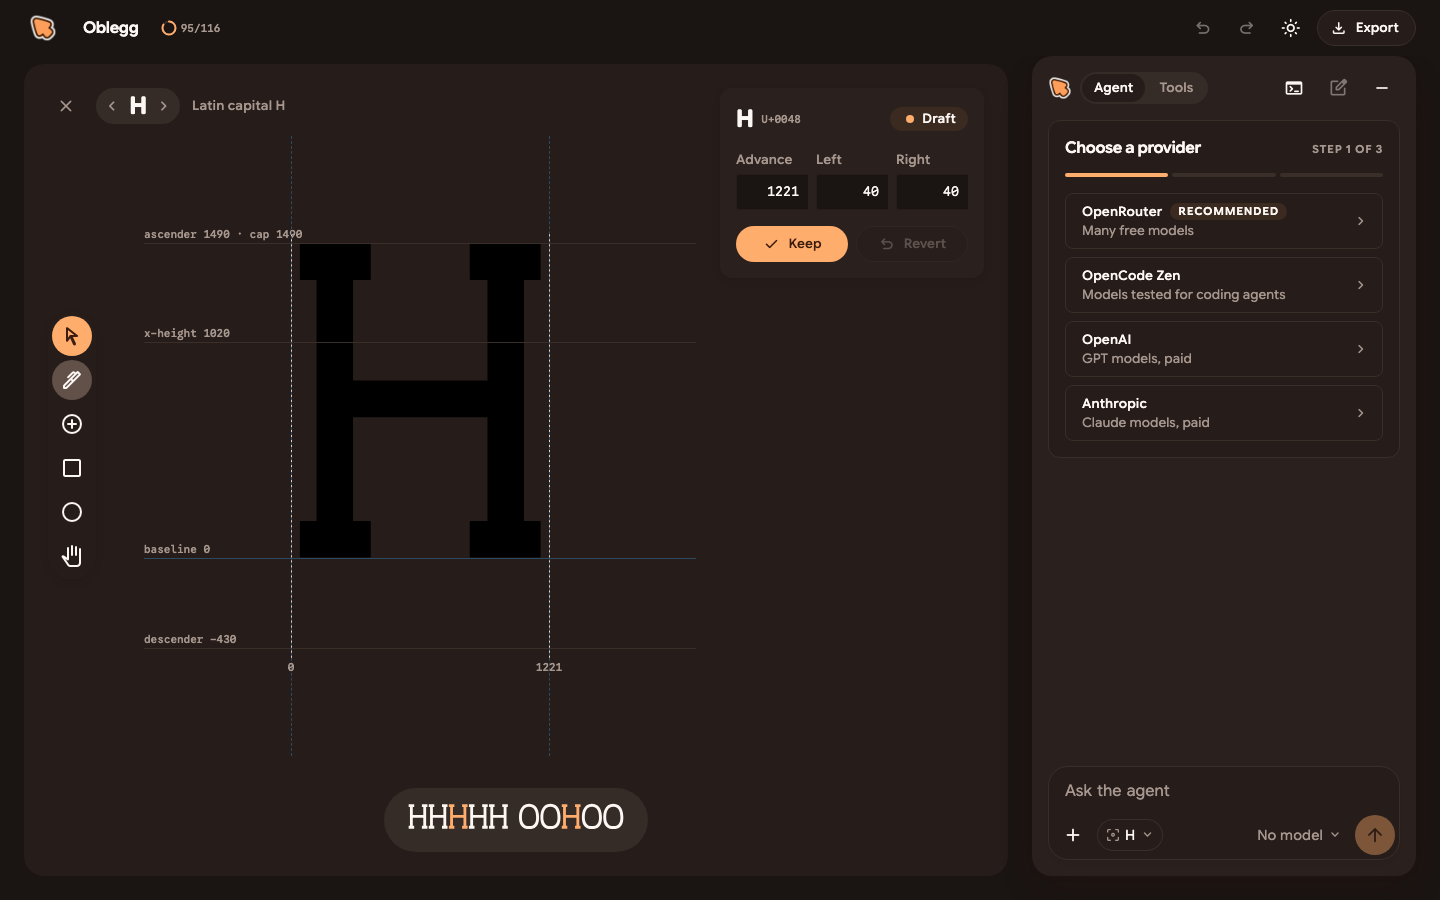 Oblegg
95/116
Export
H
Latin capital H
H U+0048
Draft
Advance Left Right
1221 40 40
Keep
Revert
ascender 1490 · cap 1490
H
x-height 1020
baseline 0
descender -430
0 1221
HHHHH OOHOO
Agent Tools
Choose a provider
STEP 1 OF 3
OpenRouter RECOMMENDED
Many free models
OpenCode Zen
Models tested for coding agents
OpenAI
GPT models, paid
Anthropic
Claude models, paid
Ask the agent
H
No model